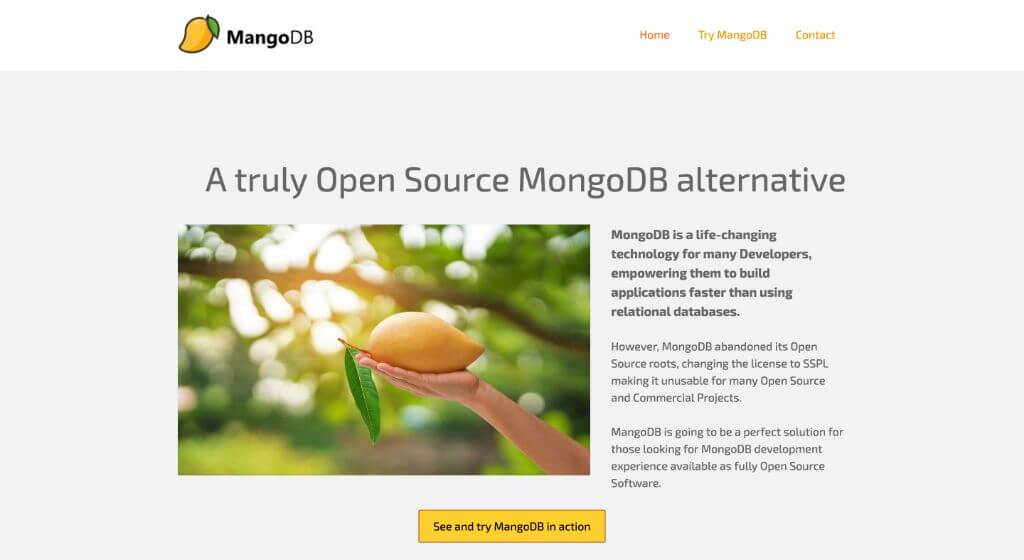 MangoDB
Home
Try MangoDB
Contact
A truly Open Source MongoDB alternative
MongoDB is a life-changing
technology for many Developers,
empowering them to build
applications faster than using
relational databases.
However, MongoDB abandoned its Open
Source roots, changing the license to SSPL
making it unusable for many Open Source
and Commercial Projects.
MangoDB is going to be a perfect solution for
those looking for MongoDB development
experience available as fully Open Source
Software.
See and try MangoDB in action